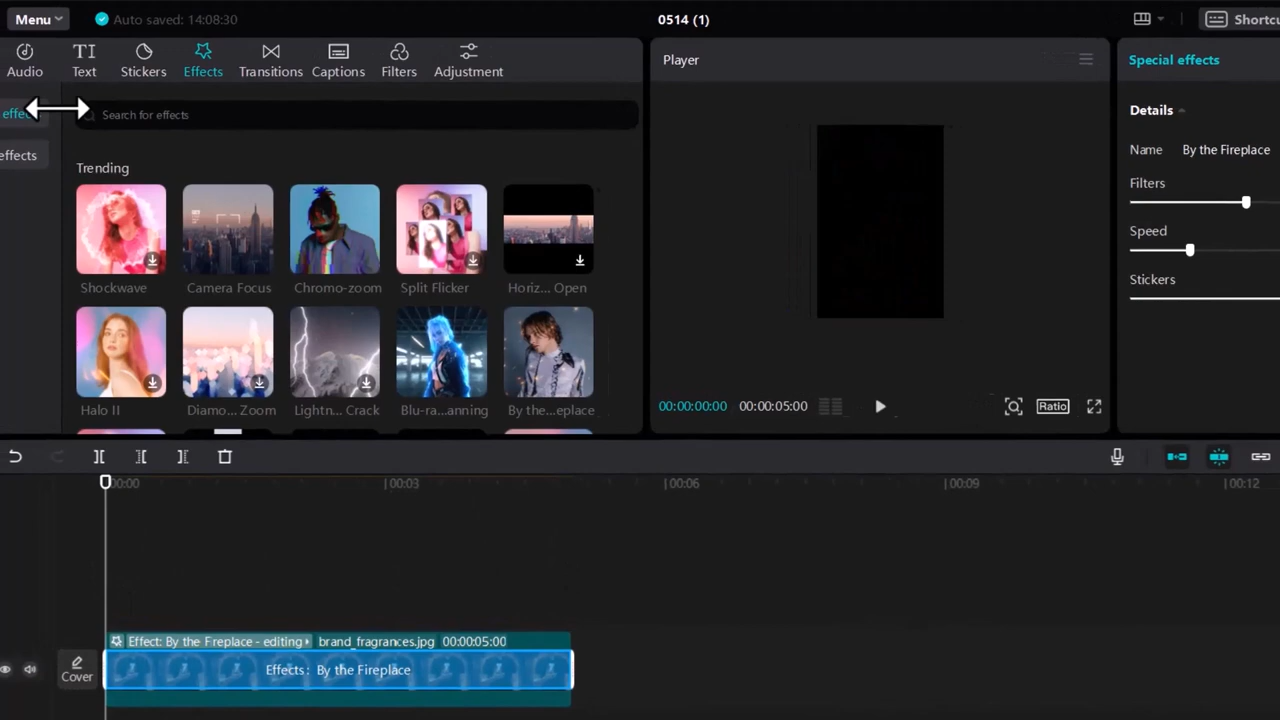 Menu
Auto saved: 14:08:30
0514 (1)
Audio
Text
Stickers
Effects
Transitions
Captions
Filters
Adjustment
Player
Special effects
effects
Search for effects
Trending
Shockwave
Camera Focus
Chromo-zoom
Split Flicker
Horiz... Open
Halo II
Diamo... Zoom
Lightn... Crack
Blu-ra...anning
By the...eplace
00:00:00:00
00:00:05:00
Ratio
Details
Name
By the Fireplace
Filters
Speed
Stickers
00:00
00:03
00:06
00:09
00:12
Effect: By the Fireplace - editing
brand_fragrances.jpg
00:00:05:00
Cover
Effects : By the Fireplace